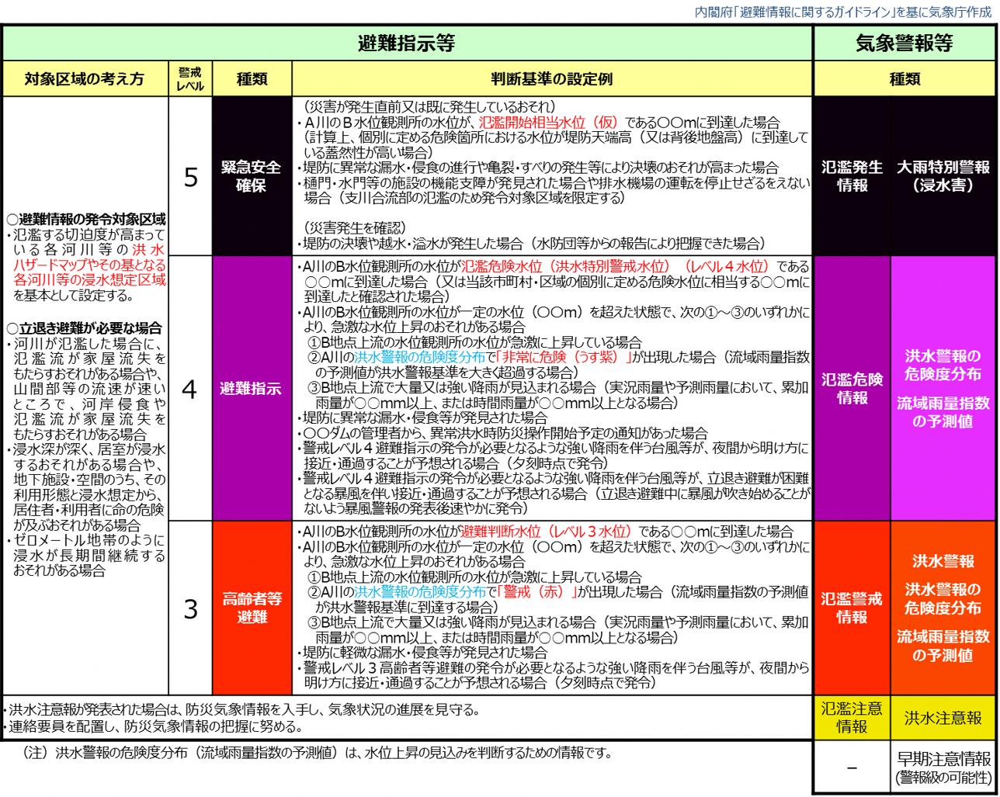 内閣府「避難情報に関するガイドライン」を基に気象庁作成
避難指示等
気象警報等
対象区域の考え方
警戒
レベル
種類
判断基準の設定例
種類
○避難情報の発令対象区域
・氾濫する切迫度が高まって
いる各河川等の洪水
ハザードマップやその基となる
各河川等の浸水想定区域
を基本として設定する。
○立退き避難が必要な場合
・河川が氾濫した場合に、
氾濫流が家屋流失を
もたらすおそれがある場合や、
山間部等の流速が速い
ところで、河岸侵食や
氾濫流が家屋流失を
もたらすおそれがある場合
・浸水深が深く、居室が浸水
するおそれがある場合や、
地下施設・空間のうち、その
利用形態と浸水想定から、
居住者・利用者に命の危険
が及ぶおそれがある場合
・ゼロメートル地帯のように
浸水が長期間継続する
おそれがある場合
5
緊急安全
確保
（災害が発生直前又は既に発生しているおそれ）
・Ａ川のＢ水位観測所の水位が、氾濫開始相当水位（仮）である〇〇ｍに到達した場合
（計算上、個別に定める危険箇所における水位が堤防天端高（又は背後地盤高）に到達して
いる蓋然性が高い場合）
・堤防に異常な漏水・侵食の進行や亀裂・すべりの発生等により決壊のおそれが高まった場合
・樋門・水門等の施設の機能支障が発見された場合や排水機場の運転を停止せざるをえない
場合（支川合流部の氾濫のため発令対象区域を限定する）
（災害発生を確認）
・堤防の決壊や越水・溢水が発生した場合（水防団等からの報告により把握できた場合）
氾濫発生
情報
大雨特別警報
（浸水害）
4
避難指示
・A川のB水位観測所の水位が氾濫危険水位（洪水特別警戒水位）（レベル４水位）である
〇〇ｍに到達した場合（又は当該市町村・区域の個別に定める危険水位に相当する〇〇ｍに
到達したと確認された場合）
・A川のB水位観測所の水位が一定の水位（〇〇ｍ）を超えた状態で、次の①～③のいずれかに
より、急激な水位上昇のおそれがある場合
①B地点上流の水位観測所の水位が急激に上昇している場合
②A川の洪水警報の危険度分布で「非常に危険（うす紫）」が出現した場合（流域雨量指数
の予測値が洪水警報基準を大きく超過する場合）
③B地点上流で大量又は強い降雨が見込まれる場合（実況雨量や予測雨量において、累加
雨量が〇〇mm以上、または時間雨量が〇〇mm以上となる場合）
・堤防に異常な漏水・侵食等が発見された場合
・〇〇ダムの管理者から、異常洪水時防災操作開始予定の通知があった場合
・警戒レベル４避難指示の発令が必要となるような強い降雨を伴う台風等が、夜間から明け方に
接近・通過することが予想される場合（夕刻時点で発令）
・警戒レベル４避難指示の発令が必要となるような強い降雨を伴う台風等が、立退き避難が困難
となる暴風を伴い接近・通過することが予想される場合（立退き避難中に暴風が吹き始めることが
ないよう暴風警報の発表後速やかに発令）
氾濫危険
情報
洪水警報の
危険度分布
流域雨量指数
の予測値
3
高齢者等
避難
・A川のB水位観測所の水位が避難判断水位（レベル３水位）である〇〇ｍに到達した場合
・A川のB水位観測所の水位が一定の水位（〇〇ｍ）を超えた状態で、次の①～③のいずれかに
より、急激な水位上昇のおそれがある場合
①B地点上流の水位観測所の水位が急激に上昇している場合
②A川の洪水警報の危険度分布で「警戒（赤）」が出現した場合（流域雨量指数の予測値
が洪水警報基準に到達する場合）
③B地点上流で大量又は強い降雨が見込まれる場合（実況雨量や予測雨量において、累加
雨量が〇〇mm以上、または時間雨量が〇〇mm以上となる場合）
・堤防に軽微な漏水・侵食等が発見された場合
・警戒レベル３高齢者等避難の発令が必要となるような強い降雨を伴う台風等が、夜間から
明け方に接近・通過することが予想される場合（夕刻時点で発令）
氾濫警戒
情報
洪水警報
洪水警報の
危険度分布
流域雨量指数
の予測値
・洪水注意報が発表された場合は、防災気象情報を入手し、気象状況の進展を見守る。
・連絡要員を配置し、防災気象情報の把握に努める。
氾濫注意
情報
洪水注意報
（注）洪水警報の危険度分布（流域雨量指数の予測値）は、水位上昇の見込みを判断するための情報です。
－
早期注意情報
(警報級の可能性)